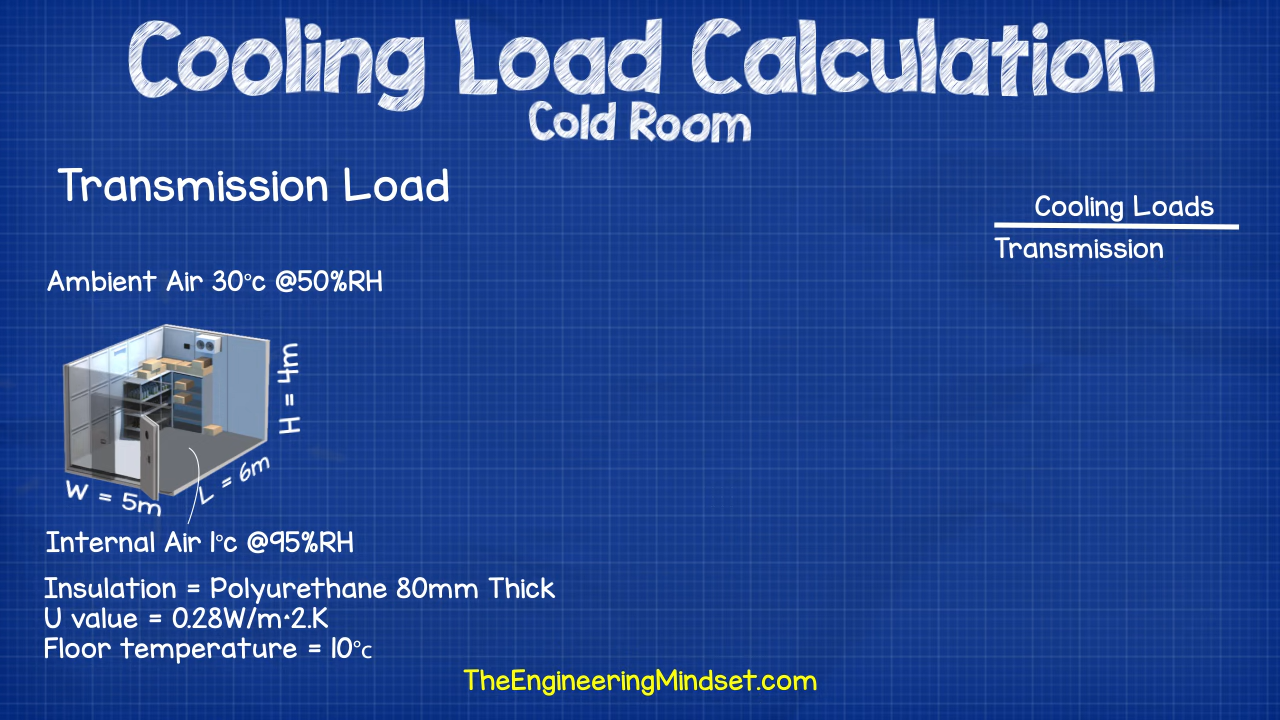 Cooling Load Calculation
Cold Room
Transmission Load
Cooling Loads
Transmission
Ambient Air 30°c @50%RH
H = 4m
L = 6m
W = 5m
Internal Air 1°c @95%RH
Insulation = Polyurethane 80mm Thick
U value = 0.28W/m^2.K
Floor temperature = 10°c
TheEngineeringMindset.com